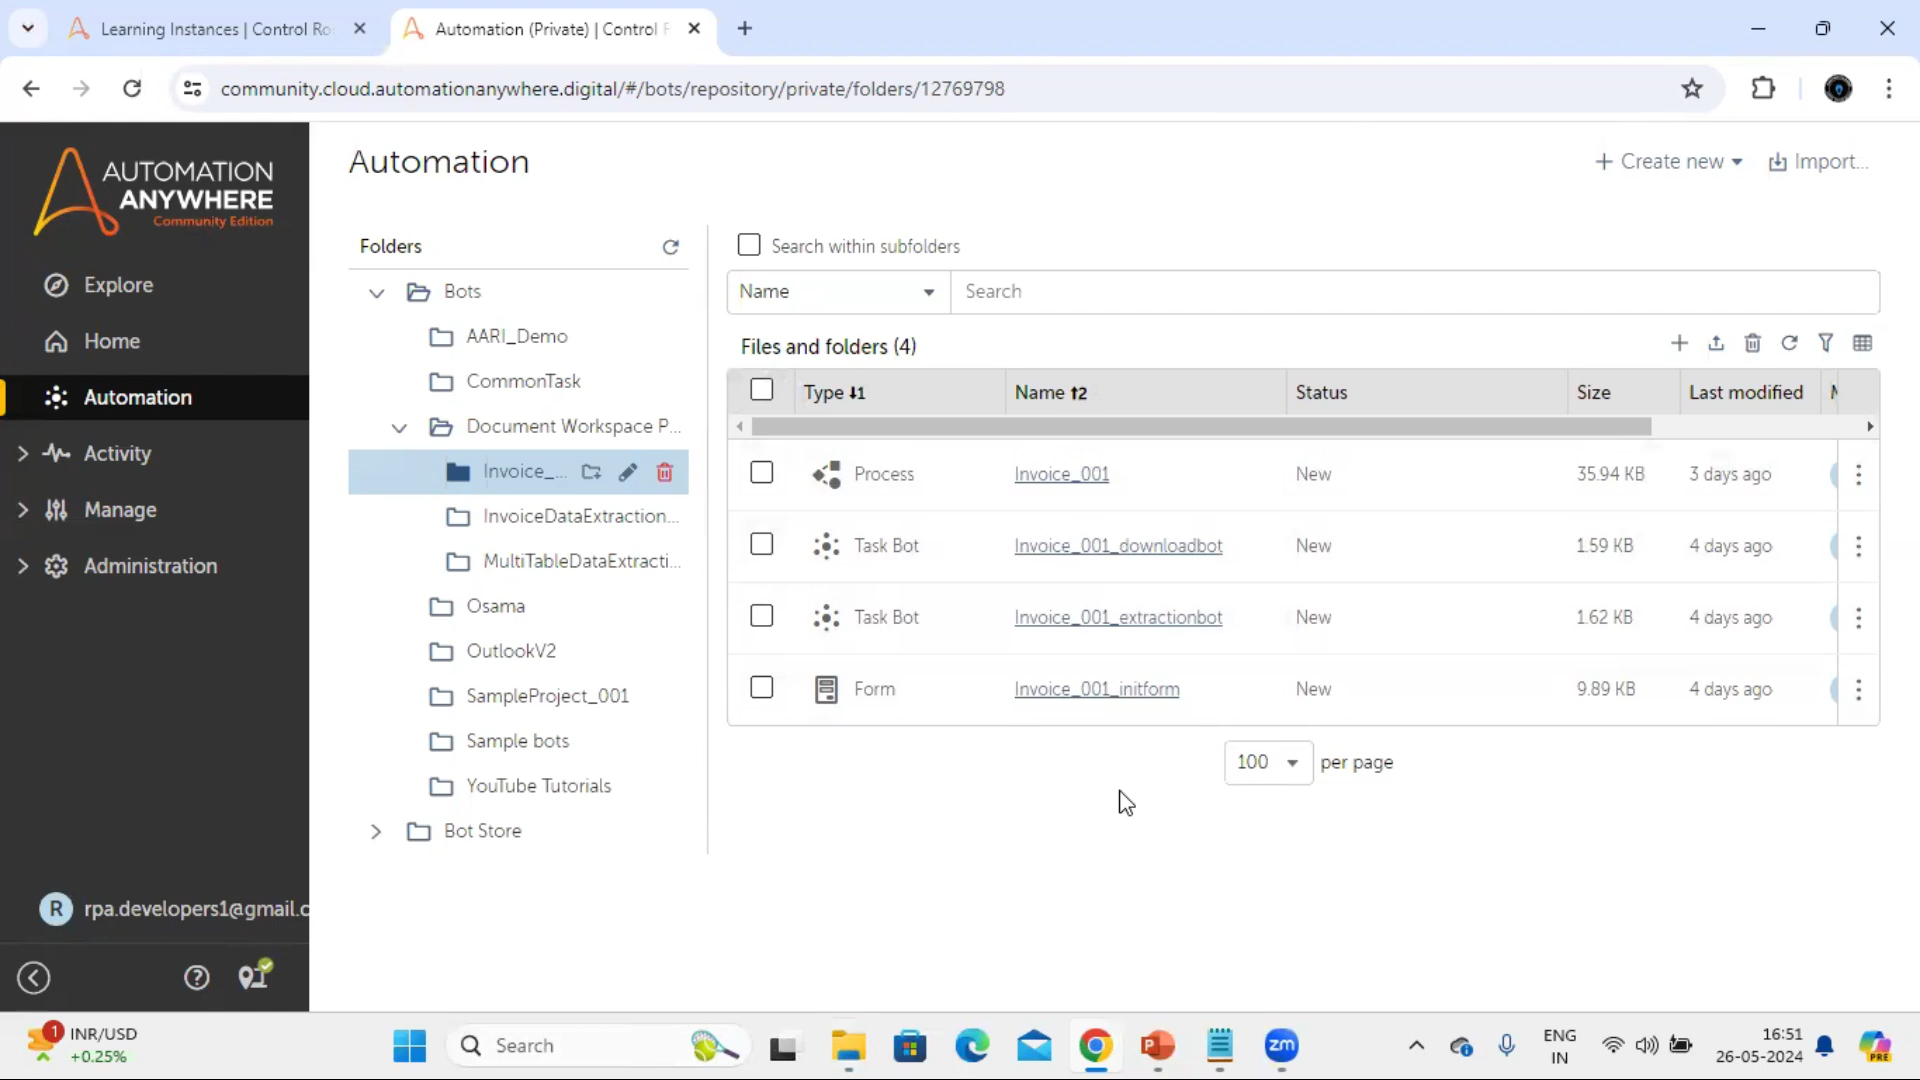 Learning Instances | Control Ro
Automation (Private) | Control R
community.cloud.automationanywhere.digital/#/bots/repository/private/folders/12769798
AUTOMATION
ANYWHERE
Community Edition
Explore
Home
Automation
Activity
Manage
Administration
R rpa.developers1@gmail.c
Automation
Create new
Import...
Folders
Bots
AARI_Demo
CommonTask
Document Workspace P...
Invoice_...
InvoiceDataExtraction...
MultiTableDataExtracti...
Osama
OutlookV2
SampleProject_001
Sample bots
YouTube Tutorials
Bot Store
Search within subfolders
Name Search
Files and folders (4)
Type 1 Name 2 Status Size Last modified
Process Invoice_001 New 35.94 KB 3 days ago
Task Bot Invoice_001_downloadbot New 1.59 KB 4 days ago
Task Bot Invoice_001_extractionbot New 1.62 KB 4 days ago
Form Invoice_001_initform New 9.89 KB 4 days ago
100 per page
1 INR/USD
+0.25%
Search
zm
ENG
IN
16:51
26-05-2024
PRE